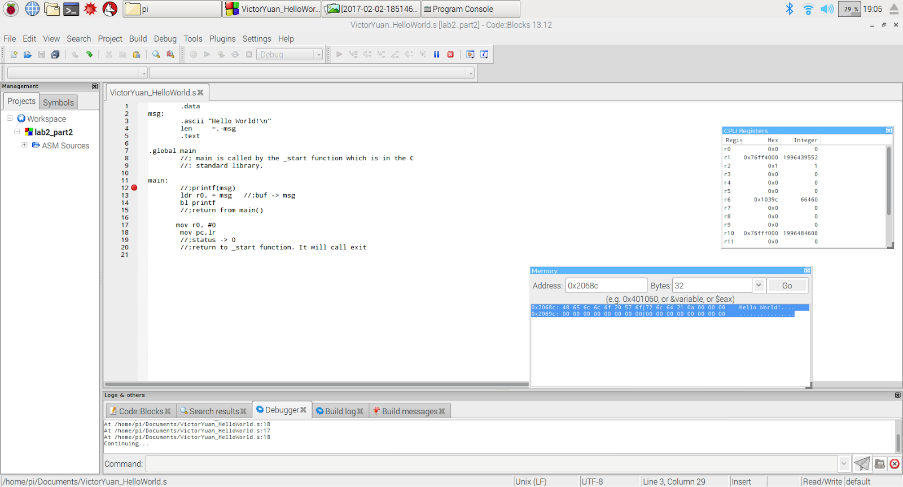 pi
VictorYuan_HelloWor...
[2017-02-02-185146...
Program Console
29 %
19:05
VictorYuan_HelloWorld.s [lab2_part2] - Code::Blocks 13.12
File Edit View Search Project Build Debug Tools Plugins Settings Help
Debug
Management
Projects Symbols
Workspace
lab2_part2
ASM Sources
VictorYuan_HelloWorld.s
1 .data
2 msg:
3 .ascii "Hello World!\n"
4 len =.-msg
5 .text
6
7 .global main
8 //; main is called by the _start function which is in the C
9 //; standard library.
10
11 main:
12 //;printf(msg)
13 ldr r0, = msg //;buf -> msg
14 bl printf
15 //;return from main()
16
17 mov r0, #0
18 mov pc,lr
19 //;status -> 0
20 //;return to _start function. It will call exit
21
CPU Registers
Regis Hex Integer
r0 0x0 0
r1 0x76ff4000 1996439552
r2 0x1 1
r3 0x0 0
r4 0x0 0
r5 0x0 0
r6 0x1039c 66460
r7 0x0 0
r8 0x0 0
r9 0x0 0
r10 0x76fff000 1996484608
r11 0x0 0
Memory
Address: 0x2068c Bytes: 32 Go
(e.g. 0x401060, or &variable, or $eax)
0x2068c: 48 65 6c 6c 6f 20 57 6f|72 6c 64 21 0a 00 00 00 Hello World!....
0x2069c: 00 00 00 00 00 00 00 00|00 00 00 00 00 00 00 00 ................
Logs & others
Code::Blocks Search results Debugger Build log Build messages
At /home/pi/Documents/VictorYuan_HelloWorld.s:18
At /home/pi/Documents/VictorYuan_HelloWorld.s:17
At /home/pi/Documents/VictorYuan_HelloWorld.s:18
Continuing...
Command:
/home/pi/Documents/VictorYuan_HelloWorld.s Unix (LF) UTF-8 Line 3, Column 29 Insert Read/Write default